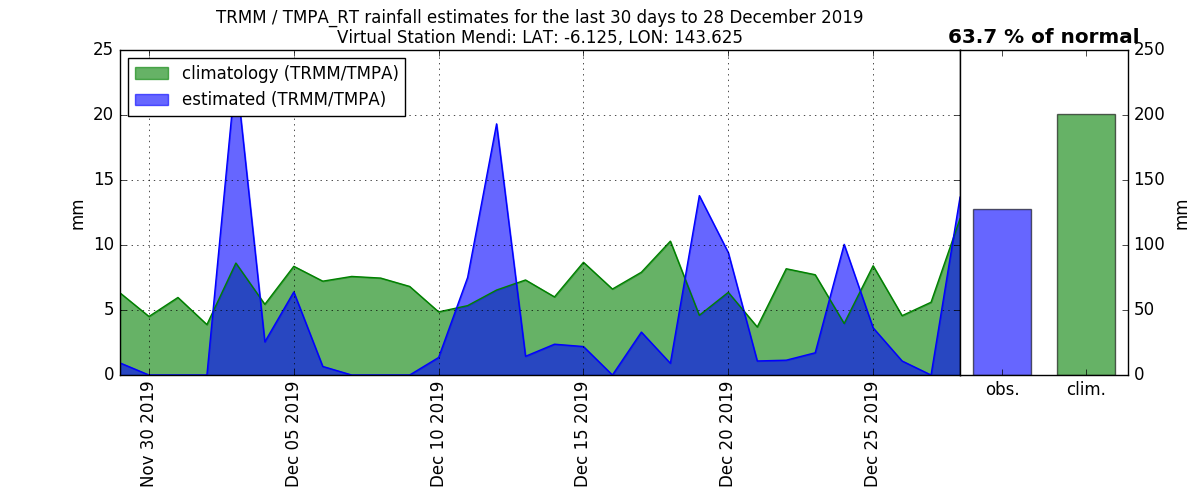 TRMM / TMPA_RT rainfall estimates for the last 30 days to 28 December 2019
Virtual Station Mendi: LAT: -6.125, LON: 143.625
63.7 % of normal
climatology (TRMM/TMPA)
estimated (TRMM/TMPA)
25
20
15
10
5
0
mm
Nov 30 2019
Dec 05 2019
Dec 10 2019
Dec 15 2019
Dec 20 2019
Dec 25 2019
obs.
clim.
250
200
150
100
50
0
mm